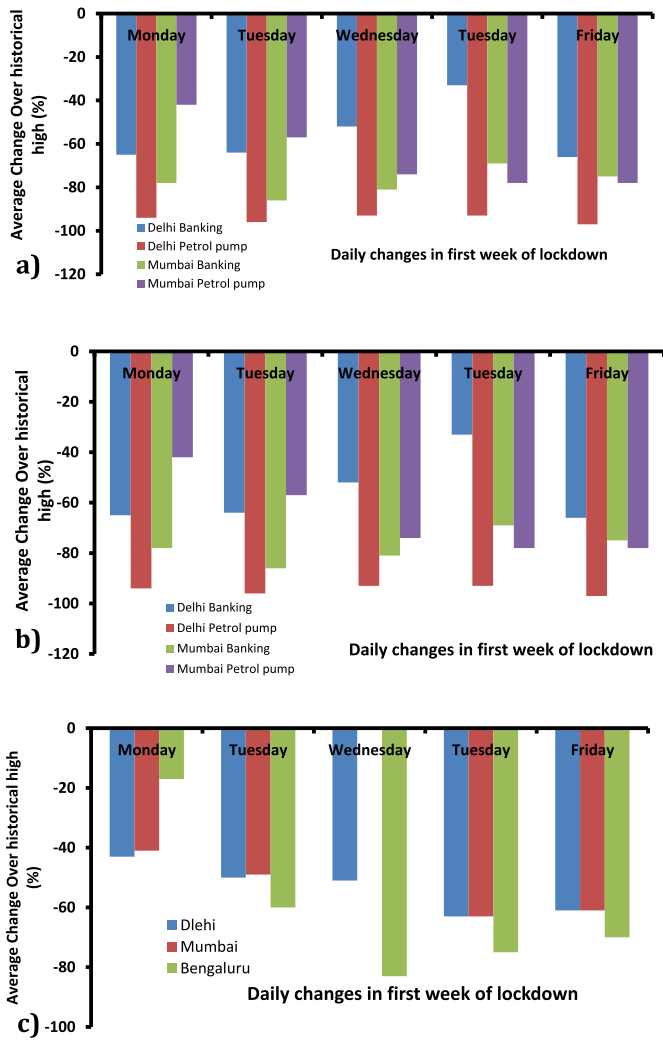 0
-20
-40
-60
-80
-100
-120
Average Change Over historical
high (%)
Monday
Tuesday
Wednesday
Tuesday
Friday
Delhi Banking
Delhi Petrol pump
Mumbai Banking
Mumbai Petrol pump
Daily changes in first week of lockdown
a)
0
-20
-40
-60
-80
-100
-120
Average Change Over historical
high (%)
Monday
Tuesday
Wednesday
Tuesday
Friday
Delhi Banking
Delhi Petrol pump
Mumbai Banking
Mumbai Petrol pump
Daily changes in first week of lockdown
b)
0
-20
-40
-60
-80
-100
Average Change Over historical high
(%)
Monday
Tuesday
Wednesday
Tuesday
Friday
Dlehi
Mumbai
Bengaluru
Daily changes in first week of lockdown
c)